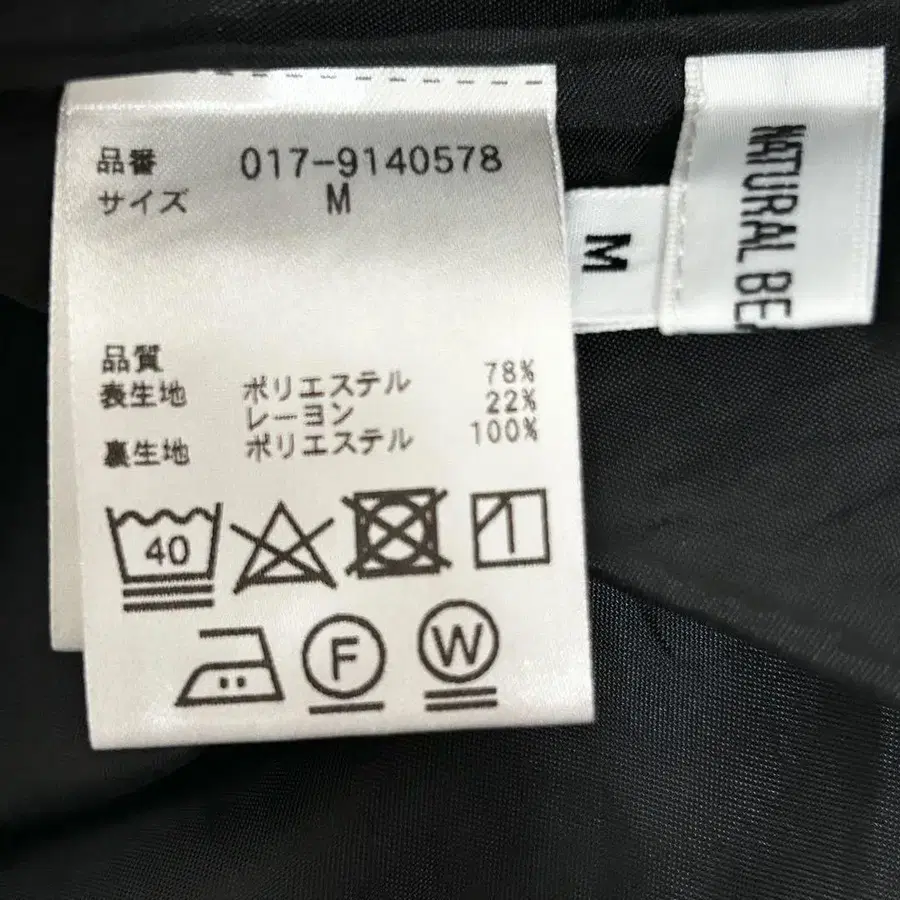 品番 017-9140578
サイズ M
品質
表生地 ポリエステル 78%
レーヨン 22%
裏生地 ポリエステル 100%
40
F
W
M
NATURAL